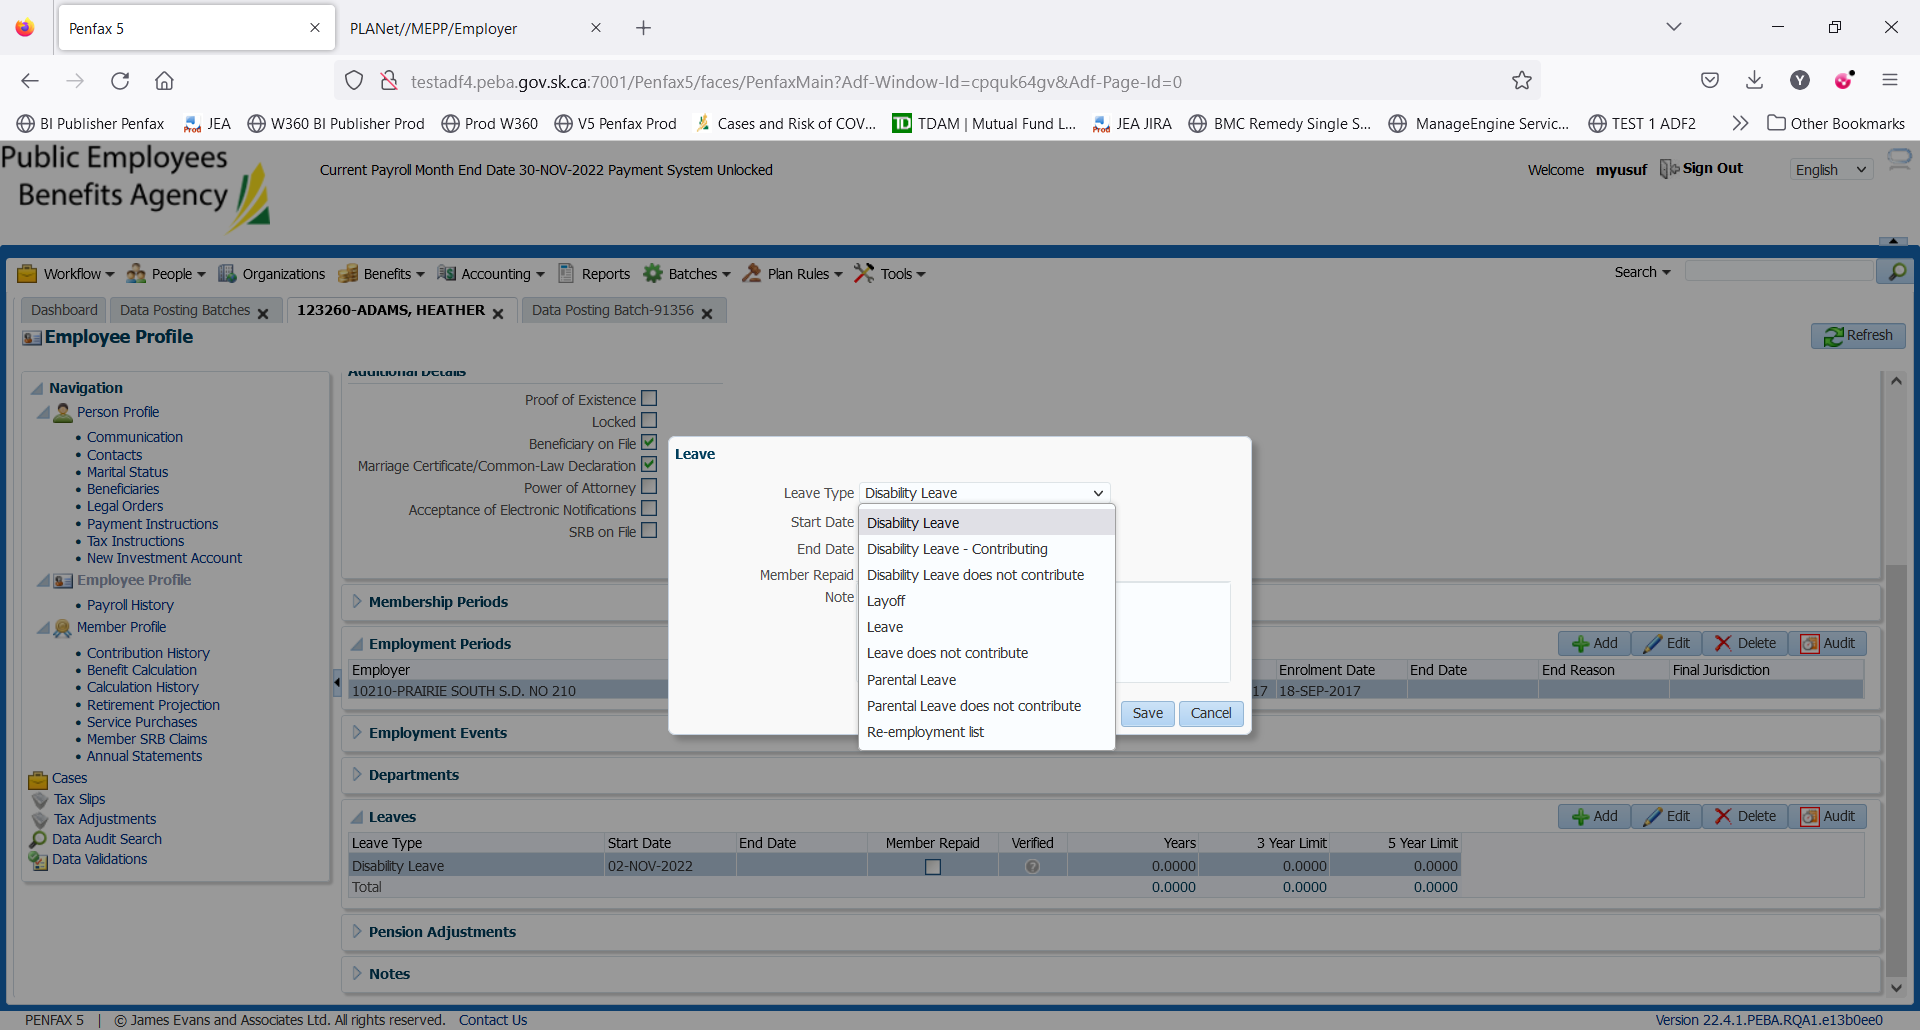 Penfax 5
PLANet//MEPP/Employer
testadf4.peba.gov.sk.ca:7001/Penfax5/faces/PenfaxMain?Adf-Window-Id=cpquk64gv&Adf-Page-Id=0
Y
BI Publisher Penfax
Prod
JEA
W360 BI Publisher Prod
Prod W360
V5 Penfax Prod
Cases and Risk of COV...
TD
TDAM | Mutual Fund L...
Prod
JEA JIRA
BMC Remedy Single S...
ManageEngine Servic...
TEST 1 ADF2
Other Bookmarks
Public Employees
Benefits Agency
Current Payroll Month End Date 30-NOV-2022 Payment System Unlocked
Welcome myusuf
Sign Out
English
Workflow
People
Organizations
Benefits
Accounting
Reports
Batches
Plan Rules
Tools
Search
Dashboard
Data Posting Batches
123260-ADAMS, HEATHER
Data Posting Batch-91356
Employee Profile
Refresh
Navigation
Person Profile
Communication
Contacts
Marital Status
Beneficiaries
Legal Orders
Payment Instructions
Tax Instructions
New Investment Account
Employee Profile
Payroll History
Member Profile
Contribution History
Benefit Calculation
Calculation History
Retirement Projection
Service Purchases
Member SRB Claims
Annual Statements
Cases
Tax Slips
Tax Adjustments
Data Audit Search
Data Validations
Additional Details
Proof of Existence
Locked
Beneficiary on File
Marriage Certificate/Common-Law Declaration
Power of Attorney
Acceptance of Electronic Notifications
SRB on File
Leave
Leave Type Disability Leave
Start Date
End Date
Member Repaid
Note
Disability Leave
Disability Leave - Contributing
Disability Leave does not contribute
Layoff
Leave
Leave does not contribute
Parental Leave
Parental Leave does not contribute
Re-employment list
Save
Cancel
Membership Periods
Employment Periods
Add
Edit
Delete
Audit
Employer
Enrolment Date
End Date
End Reason
Final Jurisdiction
10210-PRAIRIE SOUTH S.D. NO 210
17
18-SEP-2017
Employment Events
Departments
Leaves
Add
Edit
Delete
Audit
Leave Type
Start Date
End Date
Member Repaid
Verified
Years
3 Year Limit
5 Year Limit
Disability Leave
02-NOV-2022
?
0.0000
0.0000
0.0000
Total
0.0000
0.0000
0.0000
Pension Adjustments
Notes
PENFAX 5 | © James Evans and Associates Ltd. All rights reserved. Contact Us
Version 22.4.1.PEBA.RQA1.e13b0ee0